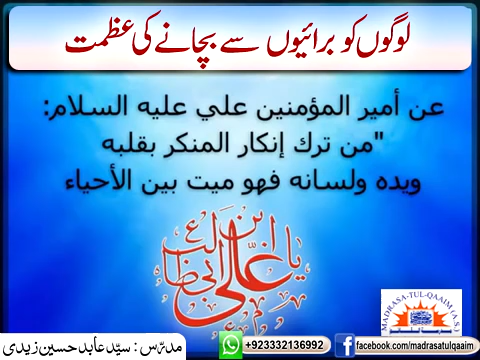 لوگوں کو برائیوں سے بچانے کی عظمت
عن أمير المؤمنين علي عليه السلام:
"من ترك إنكار المنكر بقلبه
ويده ولسانه فهو ميت بين الأحياء
يا علي ابن ابي طالب
MADRASA-TUL-QAAIM (A.S.)
مدرّس : سیّد عابد حسین زیدی
+923332136992
facebook.com/madrasatulqaaim